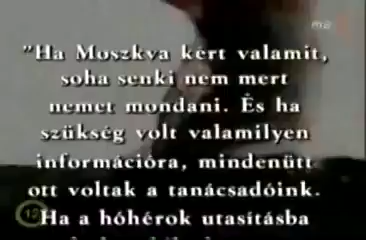 m2
"Ha Moszkva kért valamit,
soha senki nem mert
nemet mondani. És ha
szükség volt valamilyen
információra, mindenütt
ott voltak a tanácsadóink.
Ha a hóhérok utasításba